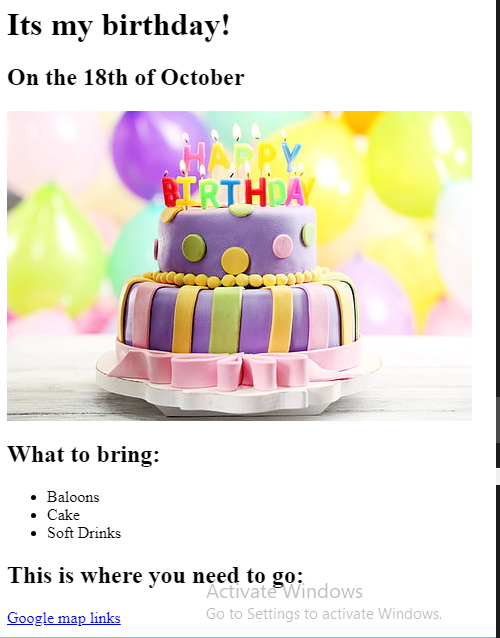 Its my birthday!
On the 18th of October
HAPPY
BIRTHDAY
What to bring:
Baloons
Cake
Soft Drinks
This is where you need to go:
Activate Windows
Google map links
Go to Settings to activate Windows.